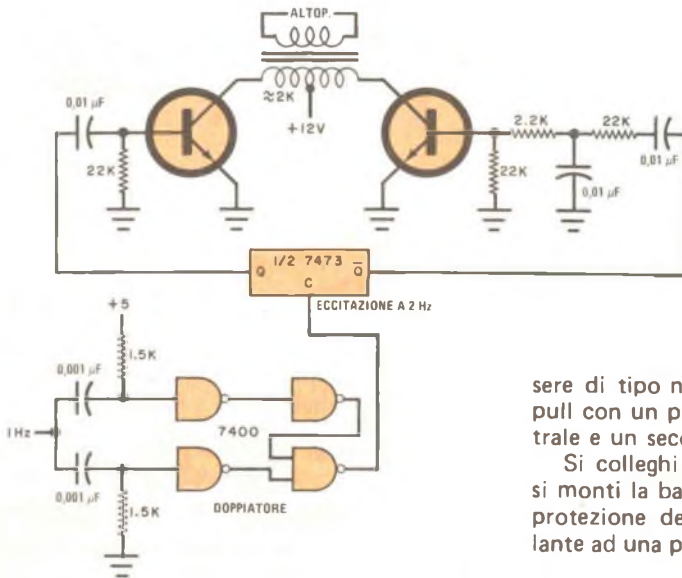 ALTOP.
≈2K
+12V
0,01 µF
22K
2.2K
22K
22K
0,01 µF
0,01 µF
Q 1/2 7473 Q̅
C
ECCITAZIONE A 2 Hz
+5
1.5K
0,001 µF
1Hz
7400
0,001 µF
DOPPIATORE
1.5K
sere di tipo n
pull con un p
trale e un seco
Si colleghi
si monti la ba
protezione de
lante ad una p